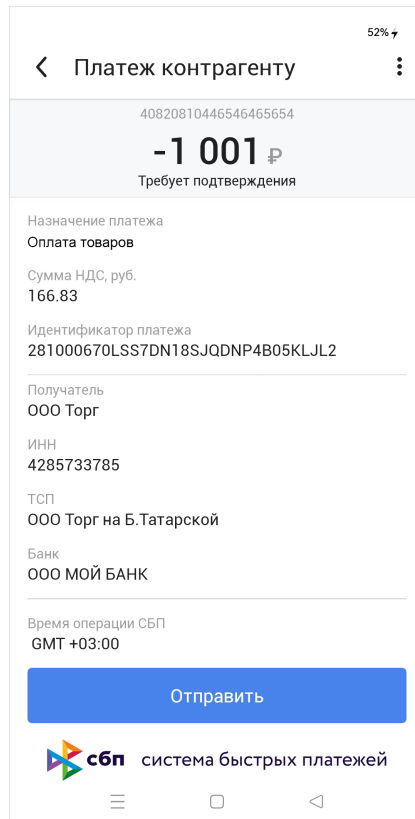 52%
Платеж контрагенту
40820810446546465654
-1 001 ₽
Требует подтверждения
Назначение платежа
Оплата товаров
Сумма НДС, руб.
166.83
Идентификатор платежа
281000670LSS7DN18SJQDNP4B05KLJL2
Получатель
ООО Торг
ИНН
4285733785
ТСП
ООО Торг на Б.Татарской
Банк
ООО МОЙ БАНК
Время операции СБП
GMT +03:00
Отправить
сбп система быстрых платежей